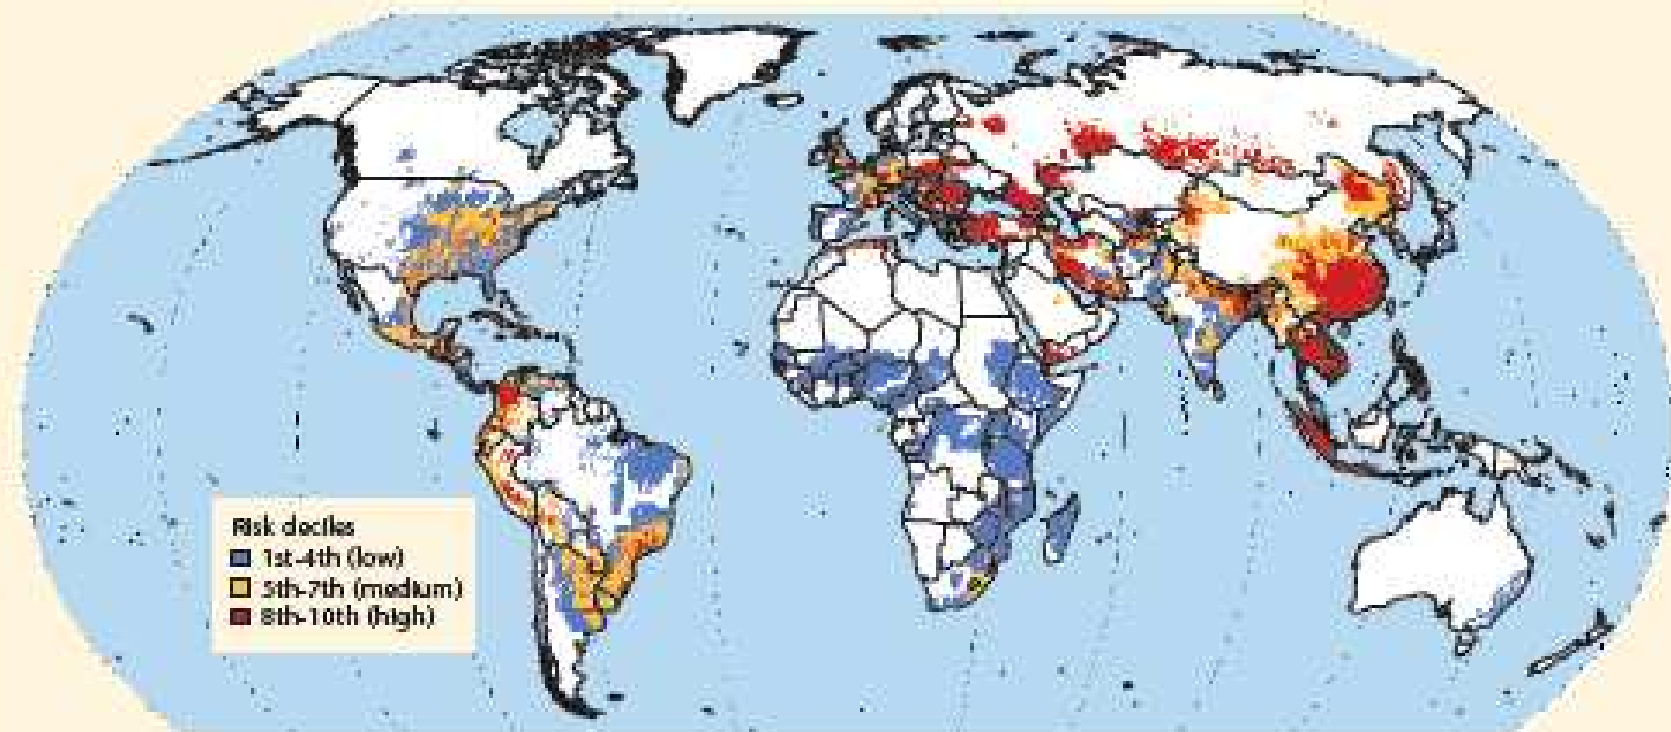 Risk deciles
1st-4th (low)
5th-7th (medium)
8th-10th (high)